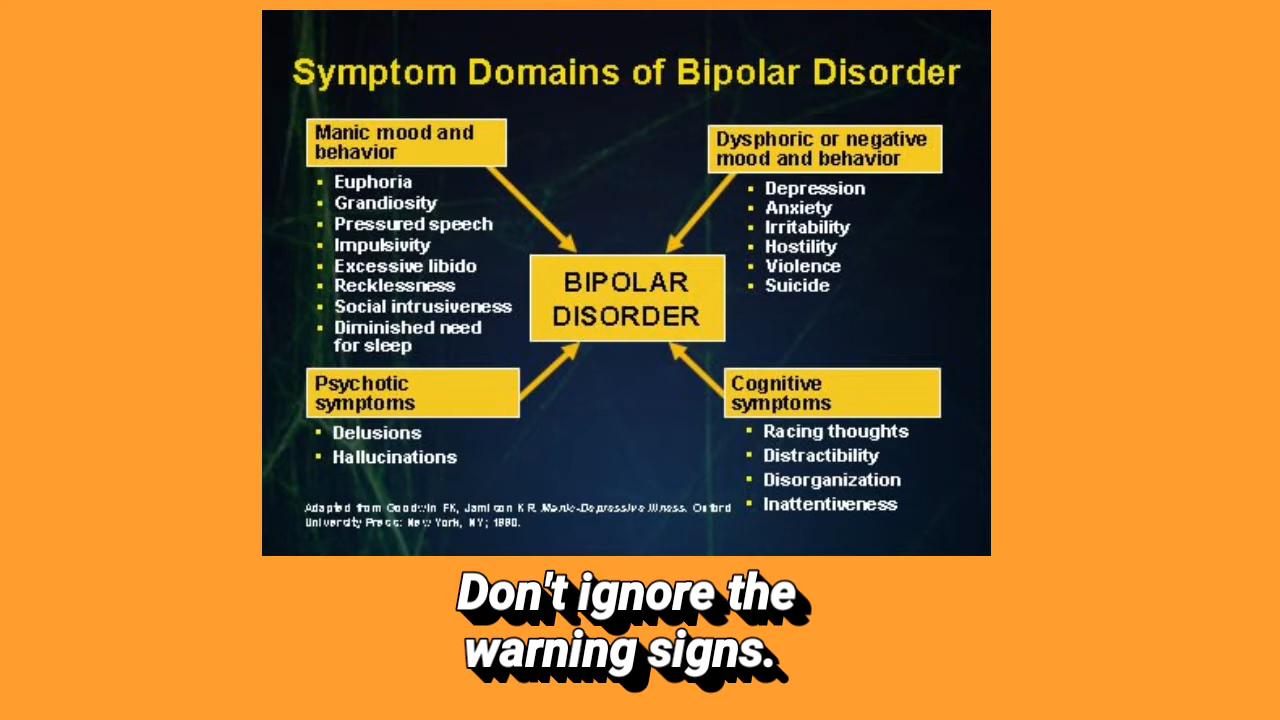 Symptom Domains of Bipolar Disorder
Manic mood and
behavior
Euphoria
Grandiosity
Pressured speech
Impulsivity
Excessive libido
Recklessness
Social intrusiveness
Diminished need
for sleep
Dysphoric or negative
mood and behavior
Depression
Anxiety
Irritability
Hostility
Violence
Suicide
BIPOLAR
DISORDER
Psychotic
symptoms
Delusions
Hallucinations
Cognitive
symptoms
Racing thoughts
Distractibility
Disorganization
Inattentiveness
Adapted from Goodwin FK, Jamison KR. Manic-Depressive Illness. Oxford
University Press: New York, NY; 1990.
Don't ignore the
warning signs.